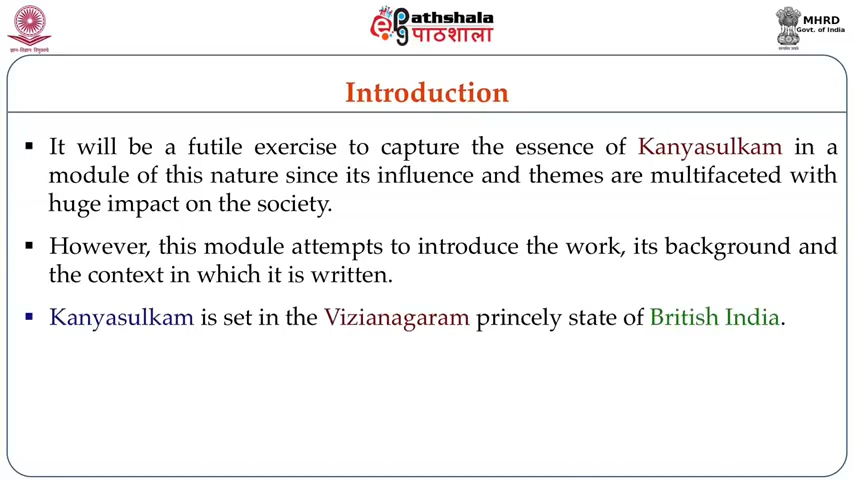 ePathshala
पाठशाला
MHRD
Govt. of India
Introduction
▪ It will be a futile exercise to capture the essence of Kanyasulkam in a
module of this nature since its influence and themes are multifaceted with
huge impact on the society.
▪ However, this module attempts to introduce the work, its background and
the context in which it is written.
▪ Kanyasulkam is set in the Vizianagaram princely state of British India.